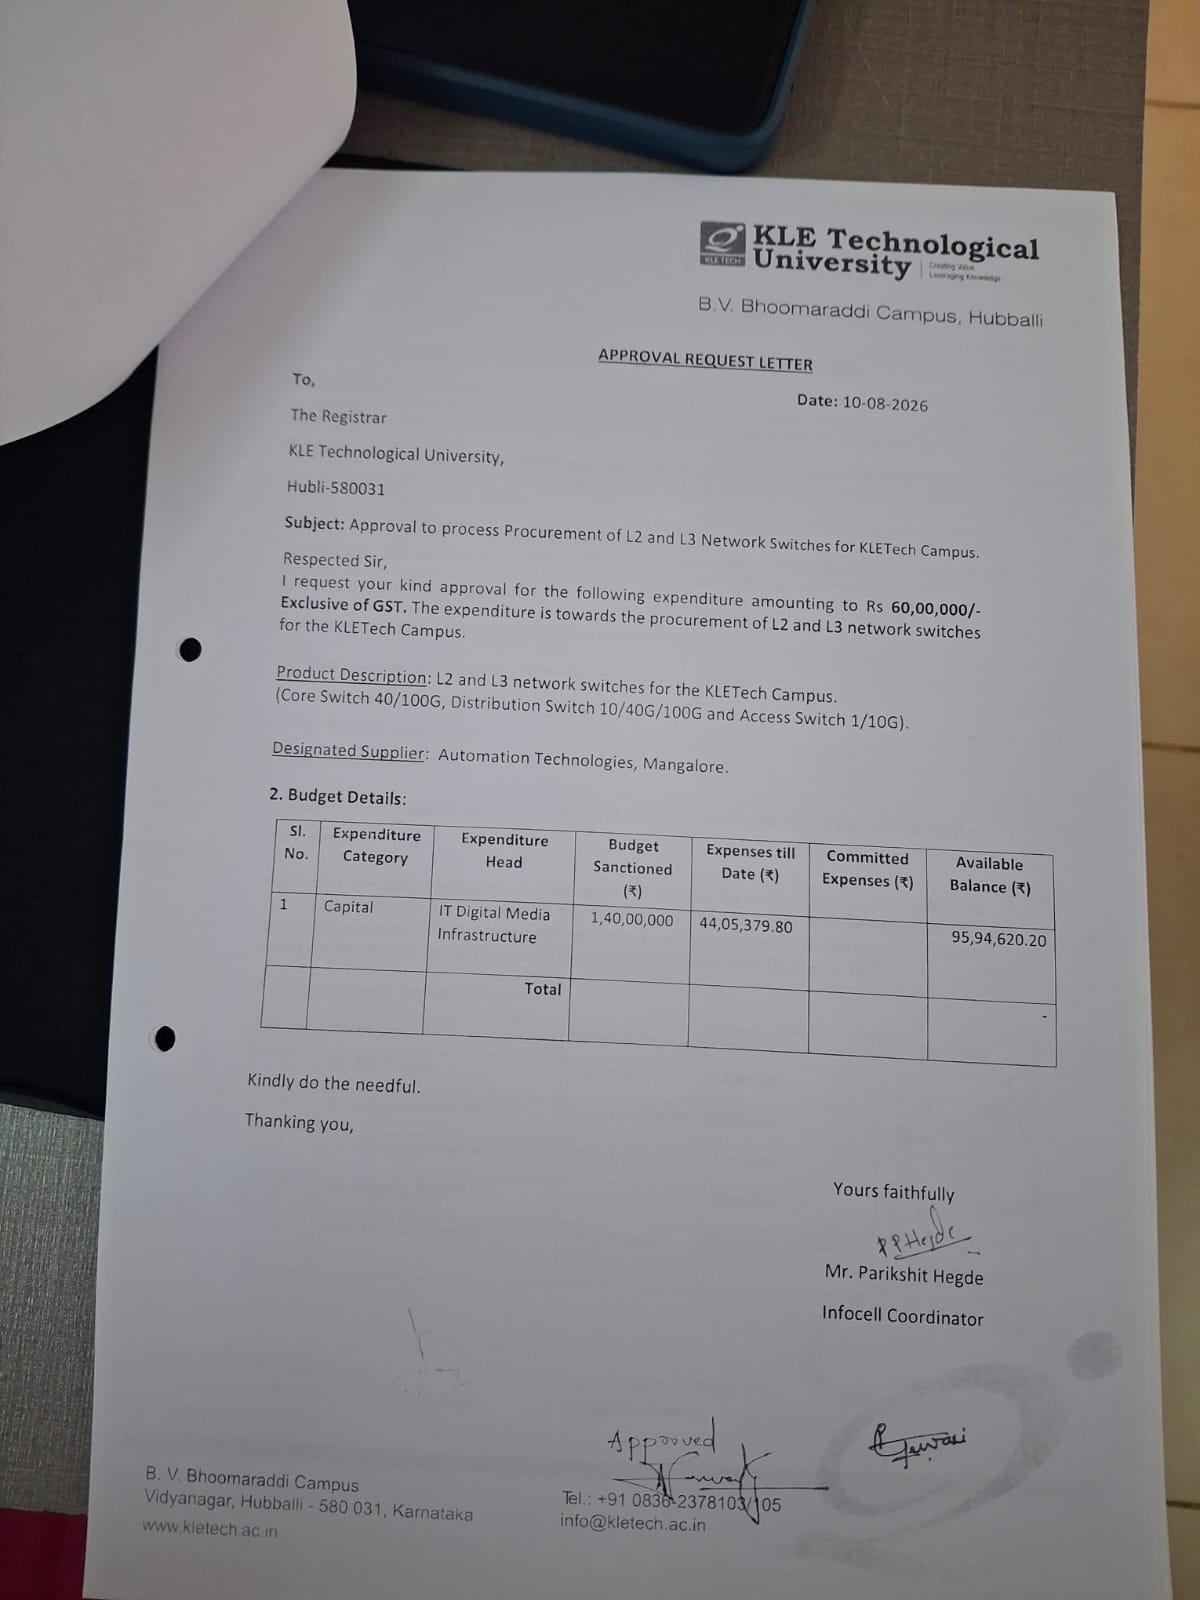 KLE Technological
University
KLE TECH
Creating Value,
Leveraging Knowledge
B.V. Bhoomaraddi Campus, Hubballi
APPROVAL REQUEST LETTER
To,
Date: 10-08-2026
The Registrar
KLE Technological University,
Hubli-580031
Subject: Approval to process Procurement of L2 and L3 Network Switches for KLETech Campus.
Respected Sir,
I request your kind approval for the following expenditure amounting to Rs 60,00,000/-
Exclusive of GST. The expenditure is towards the procurement of L2 and L3 network switches
for the KLETech Campus.
Product Description: L2 and L3 network switches for the KLETech Campus.
(Core Switch 40/100G, Distribution Switch 10/40G/100G and Access Switch 1/10G).
Designated Supplier: Automation Technologies, Mangalore.
2. Budget Details:
Sl. No. Expenditure Category Expenditure Head Budget Sanctioned (₹) Expenses till Date (₹) Committed Expenses (₹) Available Balance (₹)
1 Capital IT Digital Media Infrastructure 1,40,00,000 44,05,379.80 95,94,620.20
Total -
Kindly do the needful.
Thanking you,
Yours faithfully
PPHegde
Mr. Parikshit Hegde
Infocell Coordinator
Approved
B. V. Bhoomaraddi Campus
Vidyanagar, Hubballi - 580 031, Karnataka
www.kletech.ac.in
Tel.: +91 0836-2378103/105
info@kletech.ac.in